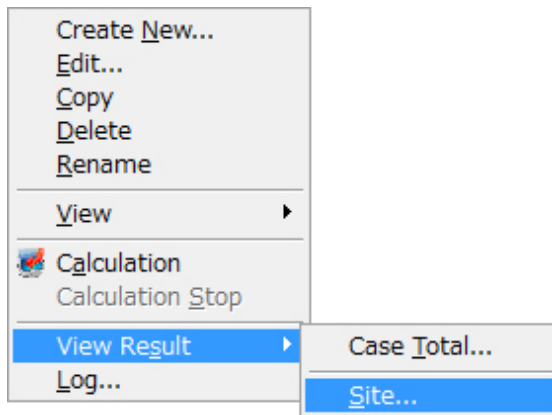 Create New...
Edit...
Copy
Delete
Rename
View
Calculation
Calculation Stop
View Result
Log...
Case Total...
Site...